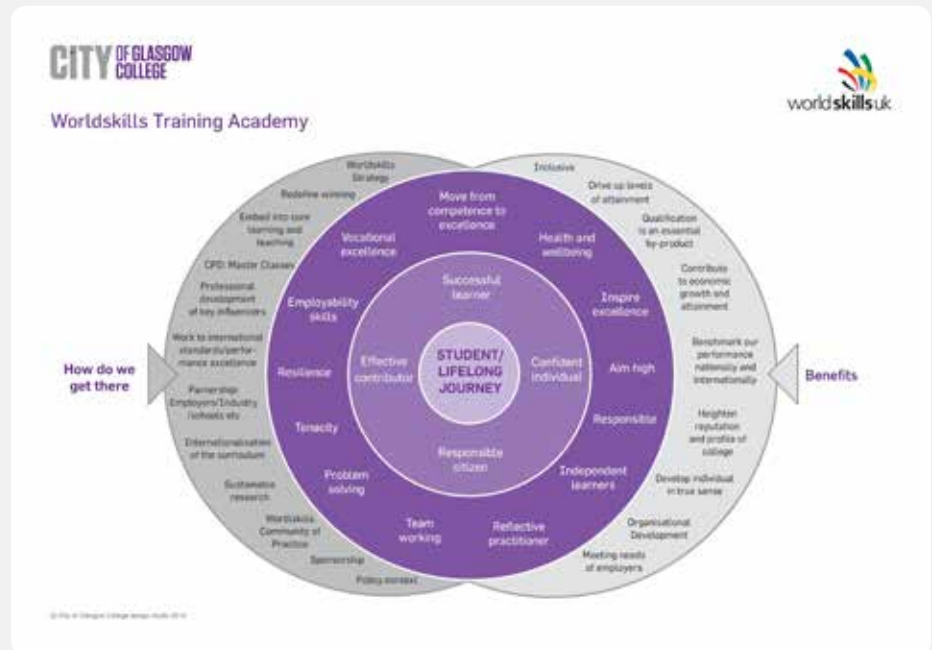 CITY OF GLASGOW
COLLEGE
worldskillsuk
Worldskills Training Academy
How do we
get there
Worldskills
Strategy
Redefine winning
Embed into core
learning and
teaching
CPD: Master Classes
Professional
development
of key influencers
Work to international
standards/perfor-
mance excellence
Partnership:
Employers/Industry
/schools etc
Internationalisation
of the curriculum
Sustainable
research
Worldskills
Community of
Practice
Sponsorship
Policy context
Move from
competence to
excellence
Vocational
excellence
Health and
wellbeing
Employability
skills
Inspire
excellence
Resilience
Aim high
Tenacity
Responsible
Problem
solving
Independent
learners
Team
working
Reflective
practitioner
Successful
learner
Effective
contributor
STUDENT/
LIFELONG
JOURNEY
Confident
individual
Responsible
citizen
Inclusive
Drive up levels
of attainment
Qualification
is an essential
by-product
Contribute
to economic
growth and
attainment
Benchmark our
performance
nationally and
internationally
Heighten
reputation
and profile of
college
Develop individual
in true sense
Organisational
Development
Meeting needs
of employers
Benefits
City of Glasgow College design studio